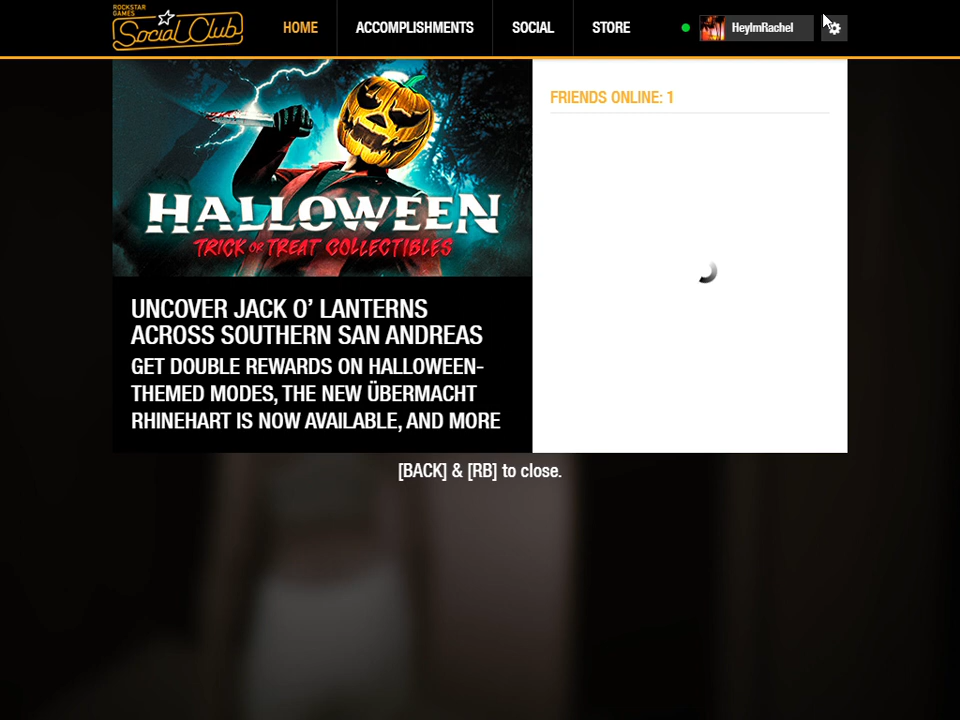 ROCKSTAR
GAMES
Social Club
HOME
ACCOMPLISHMENTS
SOCIAL
STORE
HeyImRachel
FRIENDS ONLINE: 1
HALLOWEEN
TRICK OR TREAT COLLECTIBLES
UNCOVER JACK O’ LANTERNS
ACROSS SOUTHERN SAN ANDREAS
GET DOUBLE REWARDS ON HALLOWEEN-
THEMED MODES, THE NEW ÜBERMACHT
RHINEHART IS NOW AVAILABLE, AND MORE
[BACK] & [RB] to close.